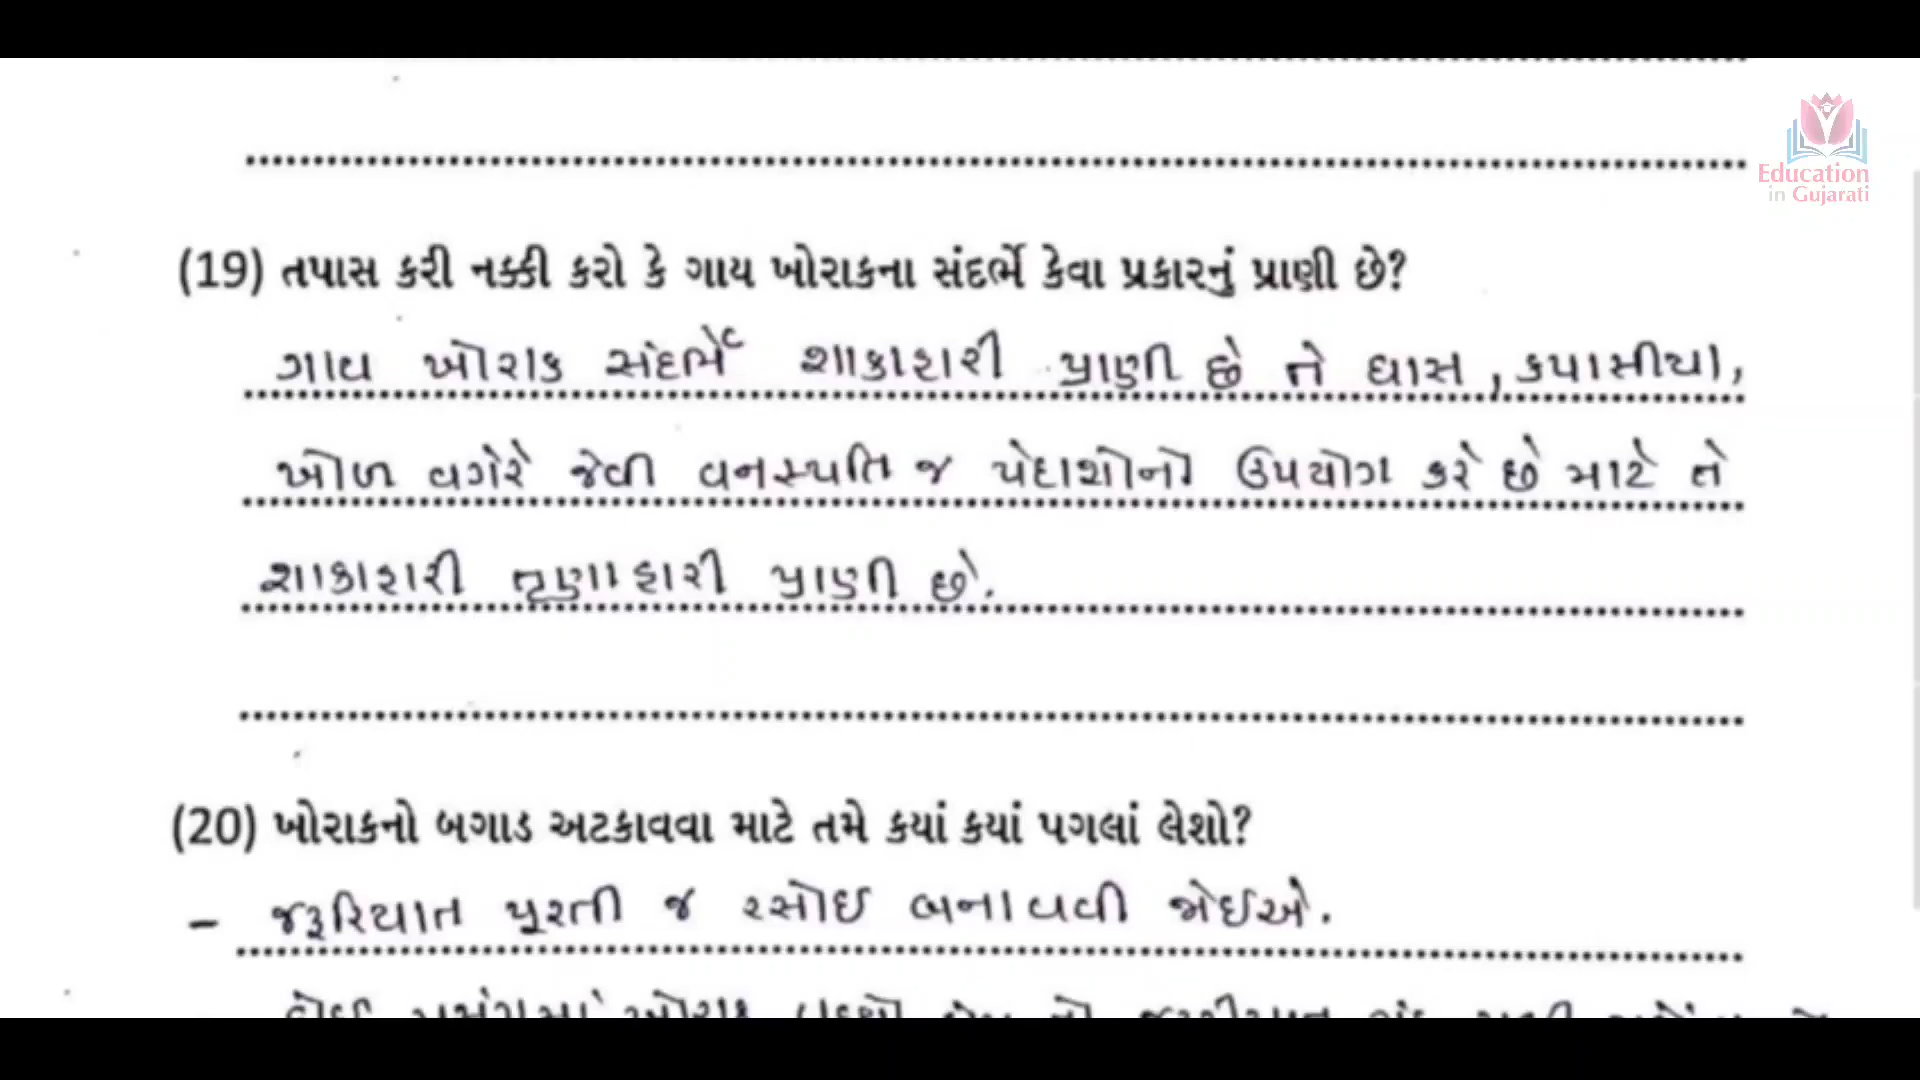 Education
in Gujarati
(19) તપાસ કરી નક્કી કરો કે ગાય ખોરાકના સંદર્ભે કેવા પ્રકારનું પ્રાણી છે?
ગાય ખોરાક સંદર્ભે શાકાહારી પ્રાણી છે તે ઘાસ, કપાસીયા,
ખોળ વગેરે જેવી વનસ્પતિ જ પેદાશોનો ઉપયોગ કરે છે માટે તે
શાકાહારી તૃણાહારી પ્રાણી છે.
(20) ખોરાકનો બગાડ અટકાવવા માટે તમે કયાં કયાં પગલાં લેશો?
– જરૂરિયાત પૂરતી જ રસોઈ બનાવવી જોઈએ.